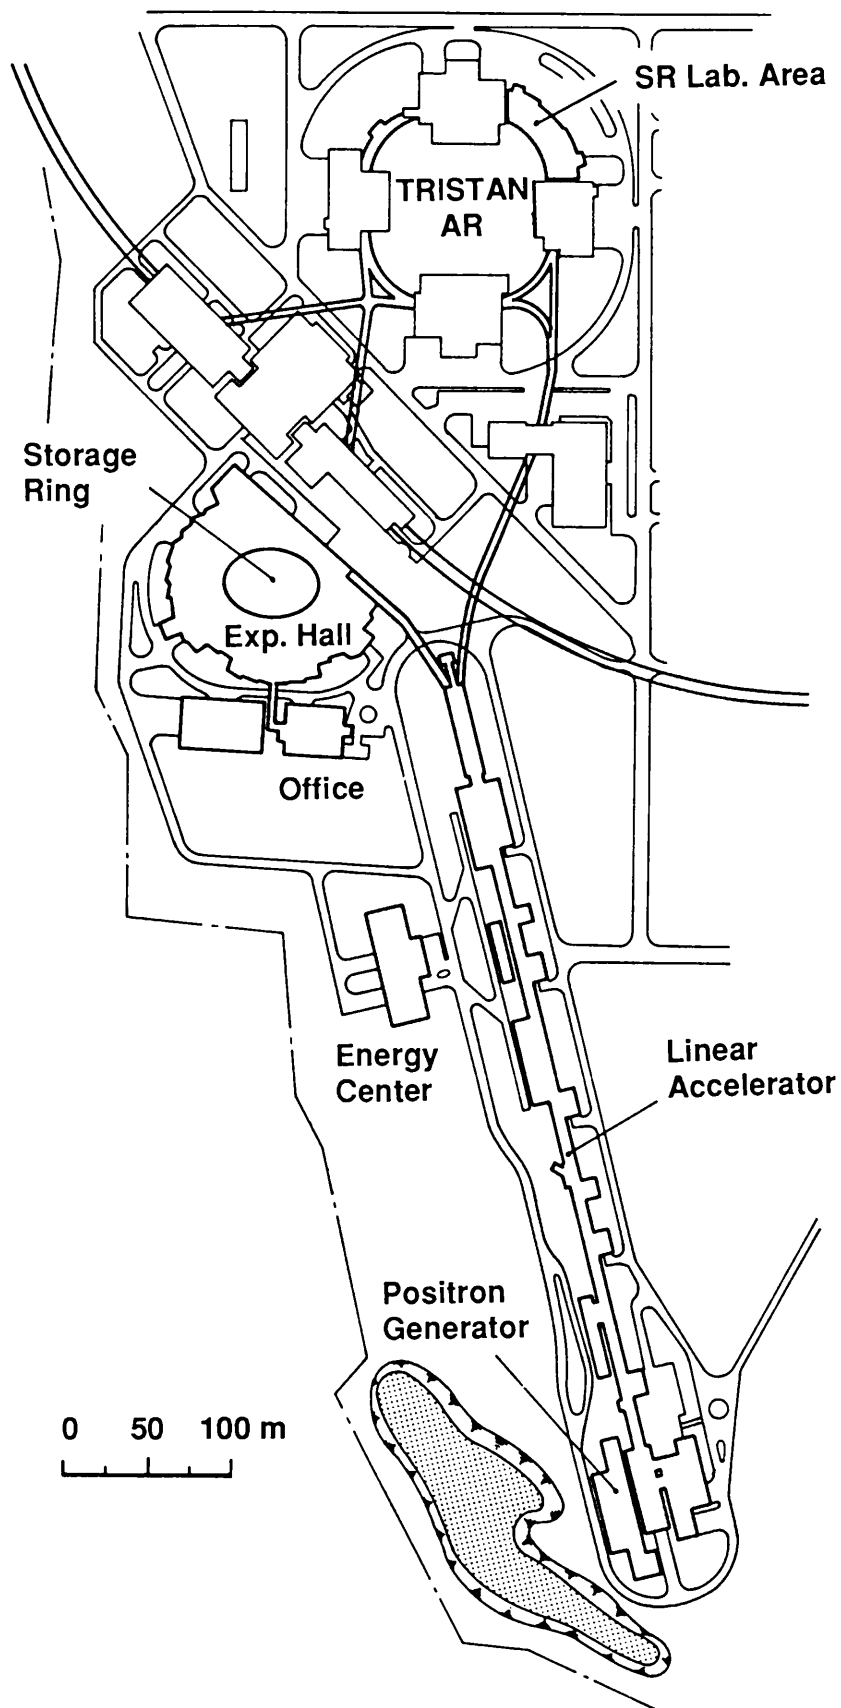 SR Lab. Area
TRISTAN
AR
Storage
Ring
Exp. Hall
Office
Energy
Center
Linear
Accelerator
Positron
Generator
0 50 100 m